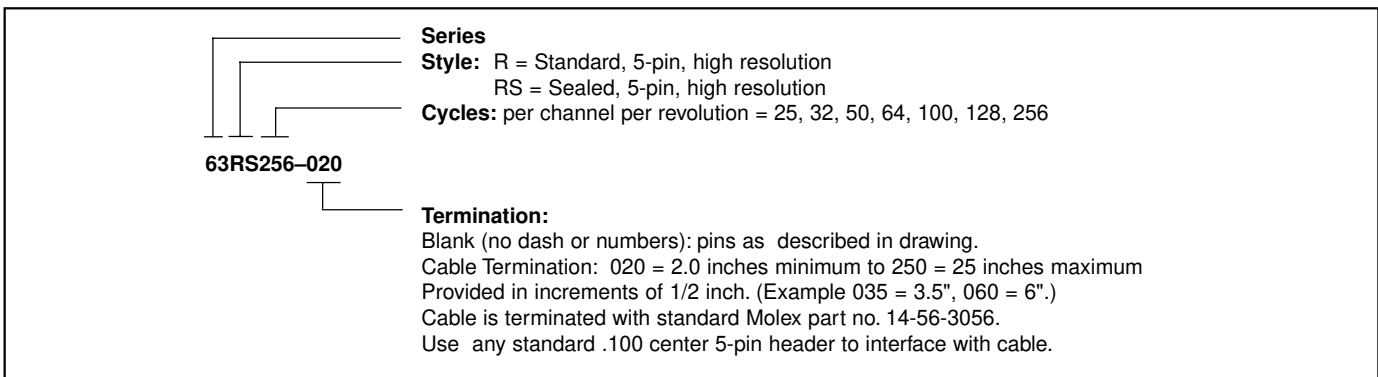 Series
Style: R = Standard, 5-pin, high resolution
RS = Sealed, 5-pin, high resolution
Cycles: per channel per revolution = 25, 32, 50, 64, 100, 128, 256
63RS256–020
Termination:
Blank (no dash or numbers): pins as described in drawing.
Cable Termination: 020 = 2.0 inches minimum to 250 = 25 inches maximum
Provided in increments of 1/2 inch. (Example 035 = 3.5", 060 = 6".)
Cable is terminated with standard Molex part no. 14-56-3056.
Use any standard .100 center 5-pin header to interface with cable.